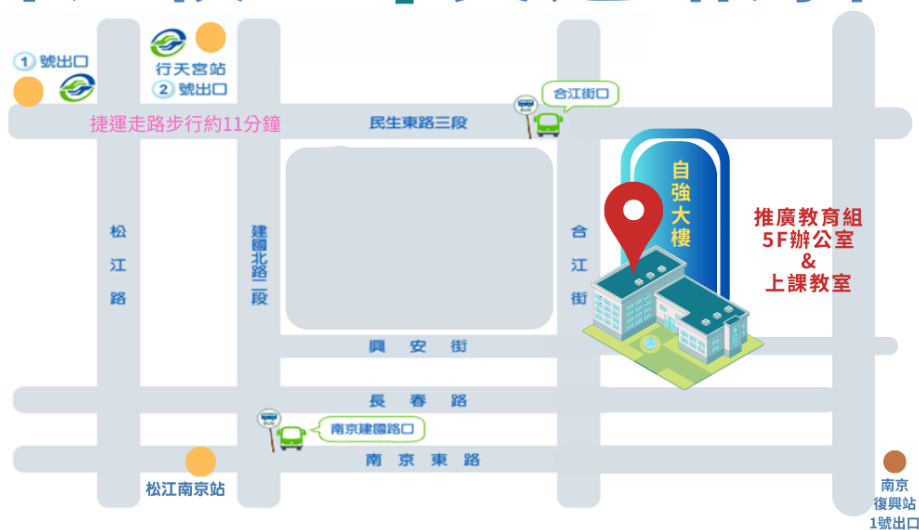 1 號出口
行天宮站
2 號出口
捷運走路步行約11分鐘
民生東路三段
合江街口
BUS
自強大樓
推廣教育組
5F辦公室
&
上課教室
松江路
建國北路二段
合江街
興安街
長春路
BUS
南京建國路口
南京東路
松江南京站
南京
復興站
1號出口